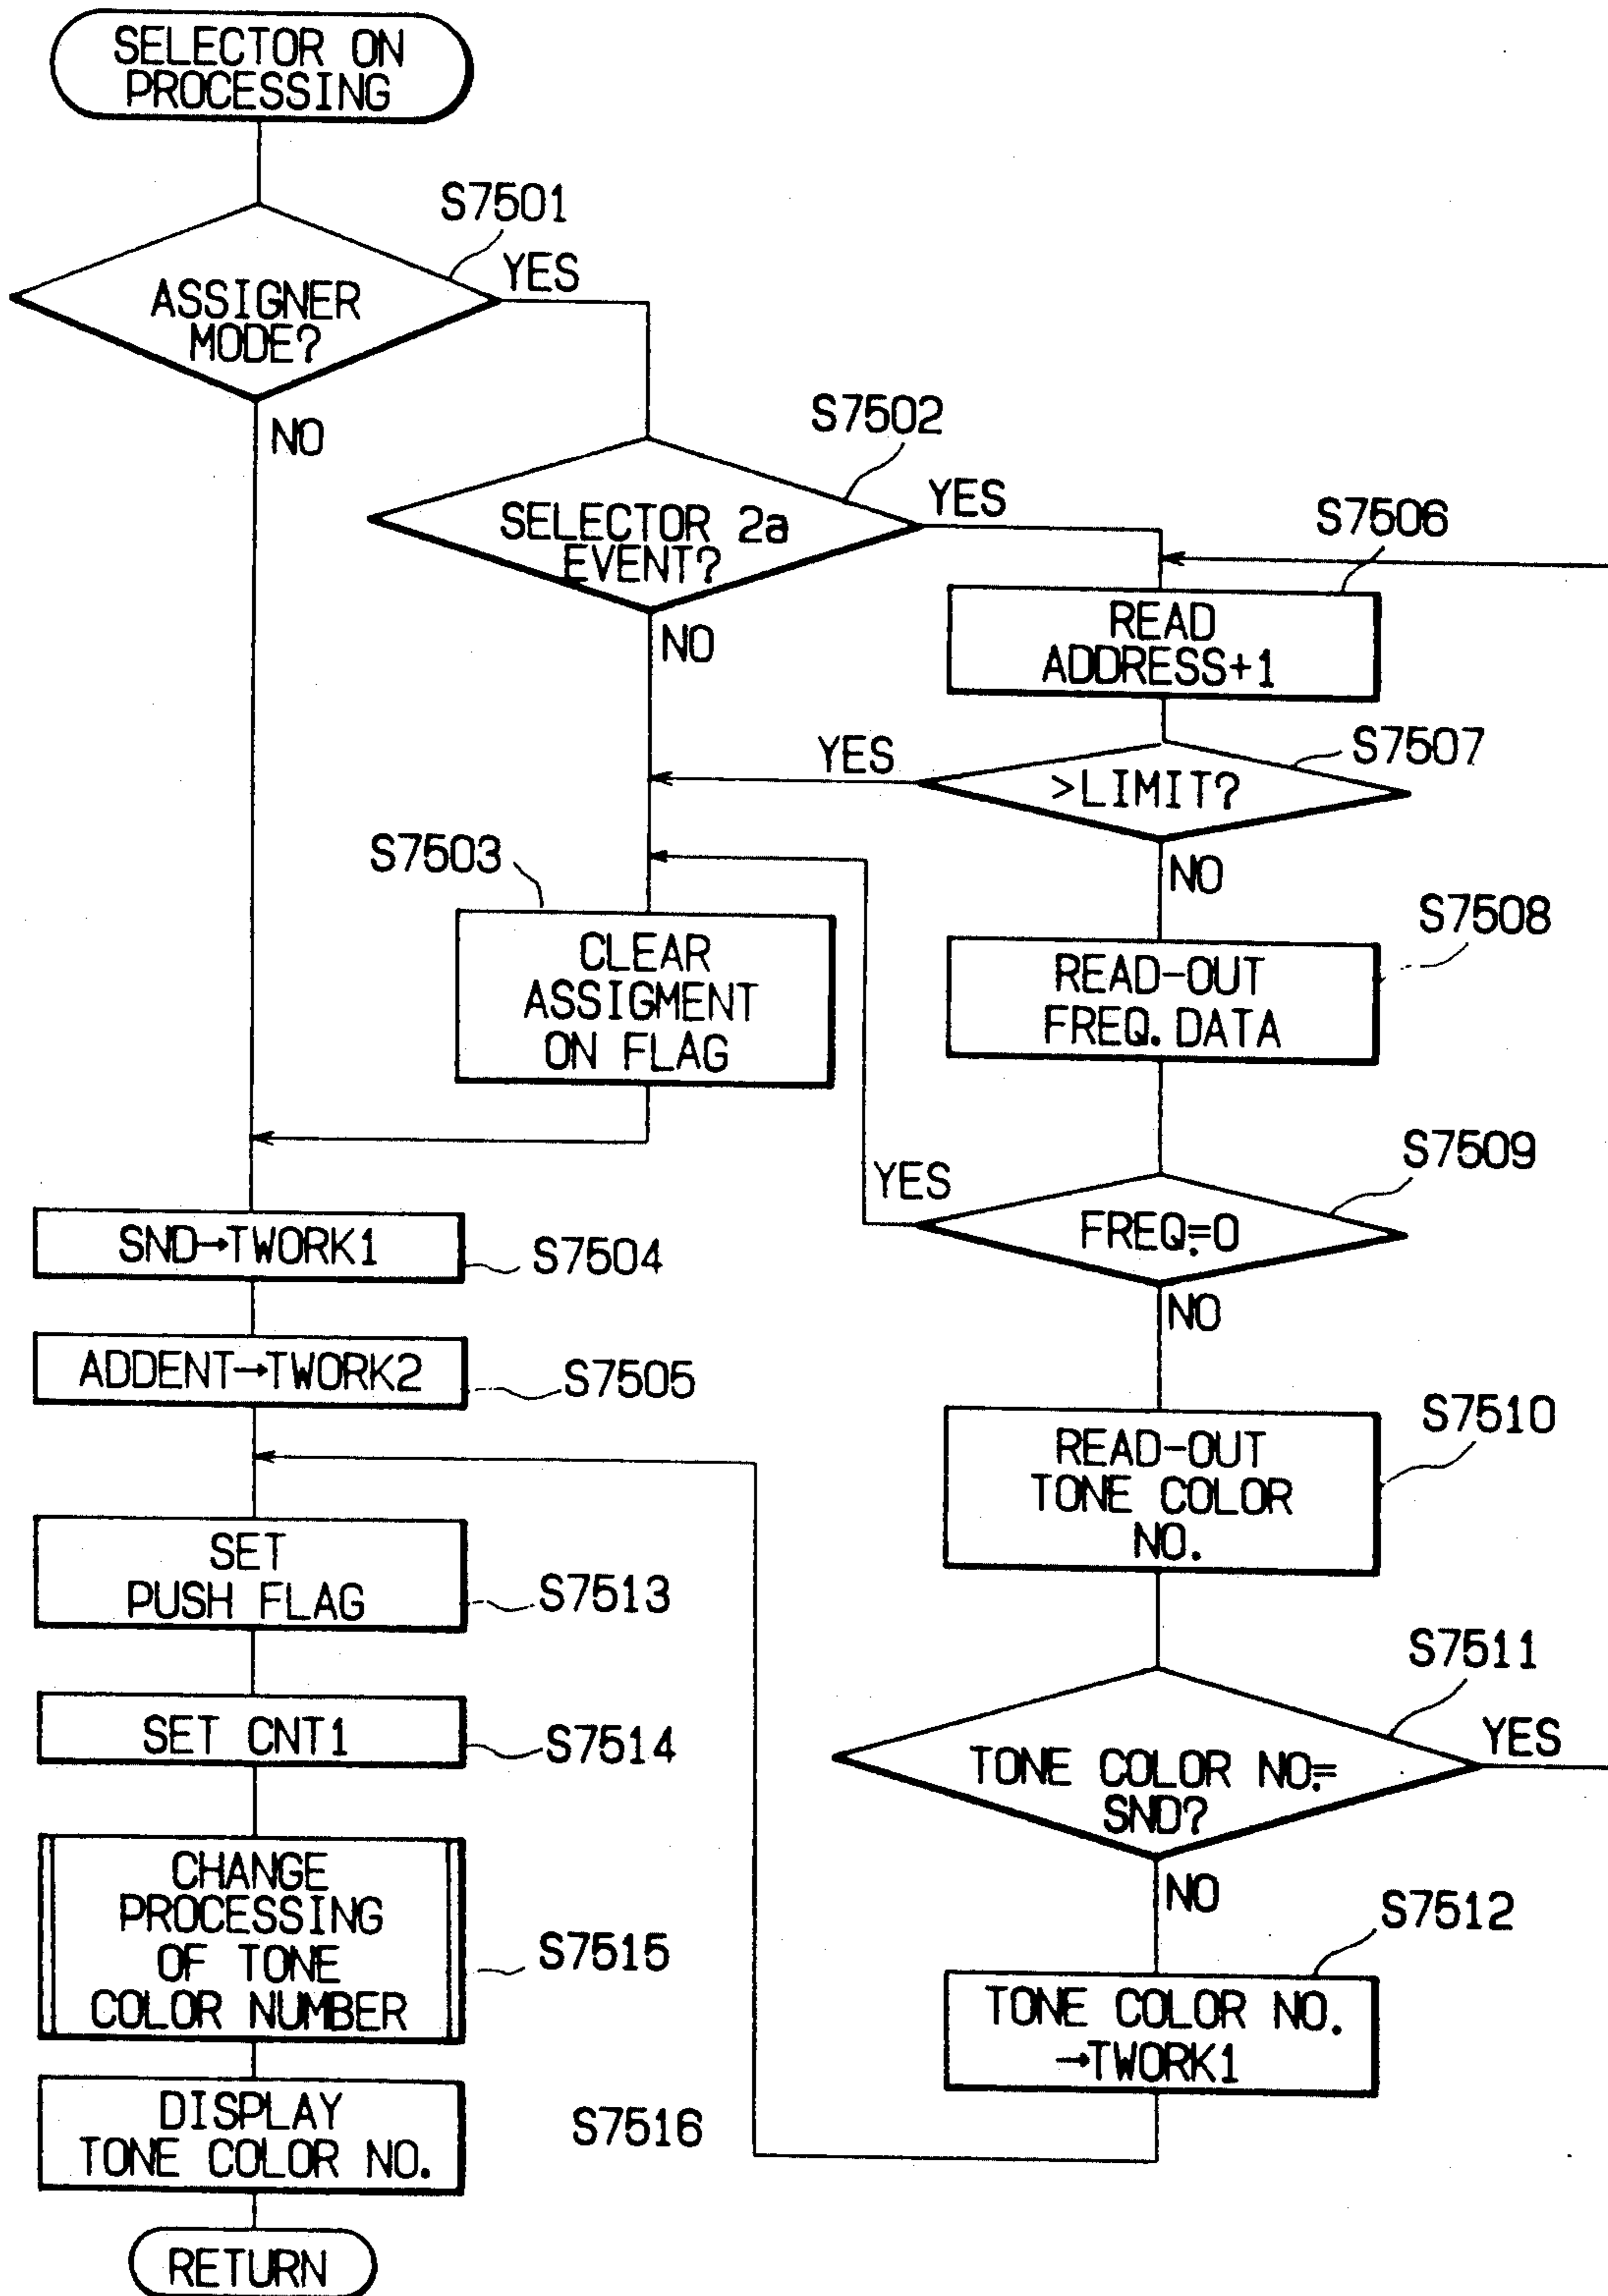 SELECTOR ON
PROCESSING
S7501
YES
ASSIGNER
MODE?
NO
S7502
YES
SELECTOR 2a
EVENT?
NO
S7506
READ
ADDRESS+1
S7507
YES
>LIMIT?
NO
S7503
CLEAR
ASSIGMENT
ON FLAG
S7508
READ-OUT
FREQ. DATA
S7509
YES
FREQ.=0
NO
SND→TWORK1
S7504
ADDENT→TWORK2
S7505
S7510
READ-OUT
TONE COLOR
NO.
SET
PUSH FLAG
S7513
S7511
YES
TONE COLOR NO.=
SND?
NO
SET CNT1
S7514
CHANGE
PROCESSING
OF TONE
COLOR NUMBER
S7515
S7512
TONE COLOR NO.
→TWORK1
DISPLAY
TONE COLOR NO.
S7516
RETURN